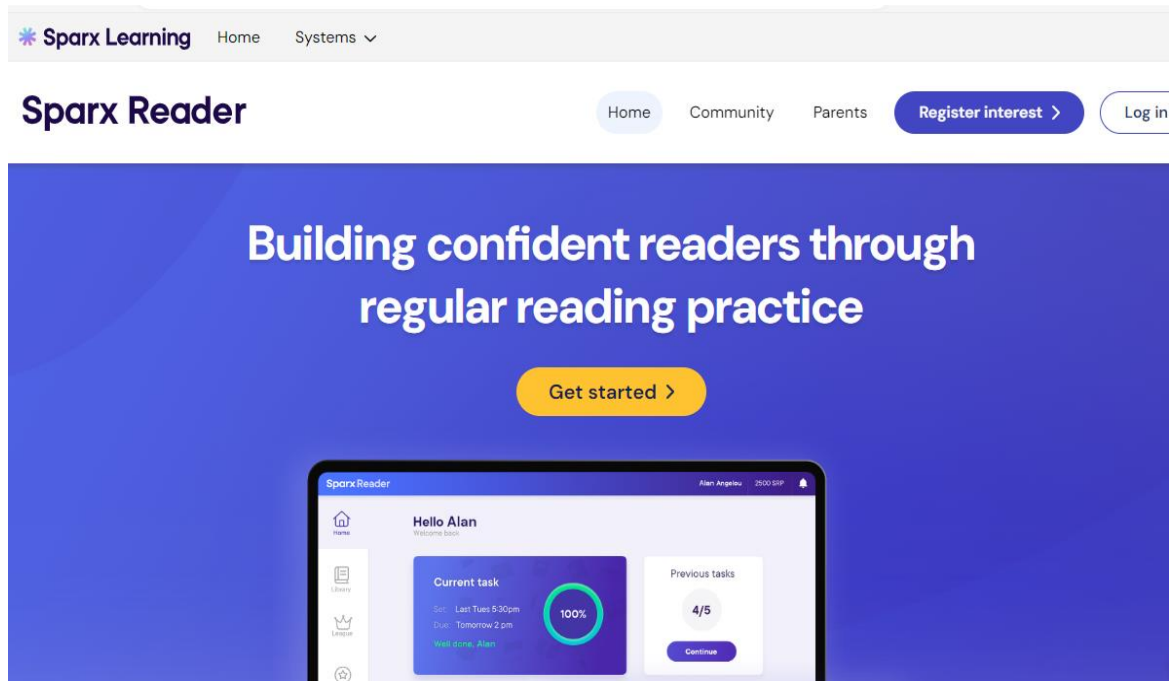 Sparx Learning Home Systems
Sparx Reader Home Community Parents Register interest Log in
Building confident readers through
regular reading practice
Get started
SparxReader Alan Angelou 2500 SRP
Home
Hello Alan
Welcome back
Library
League
Current task
Set: Last Tues 5:30pm
Due: Tomorrow 2 pm
Well done, Alan
100%
Previous tasks
4/5
Continue